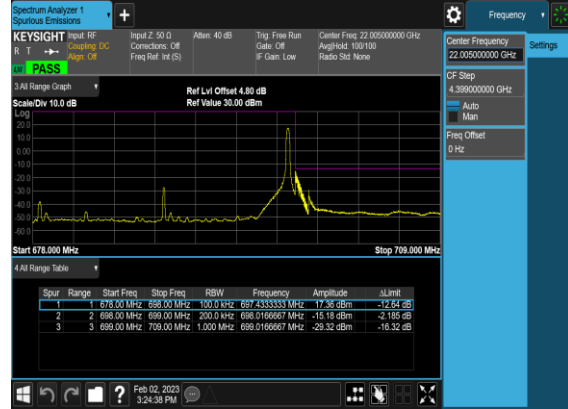 Spectrum Analyzer 1
Spurious Emissions
Frequency
KEYSIGHT
R T
LNI PASS
Input: RF
Coupling: DC
Align: Off
Input Z: 50 Ω
Corrections: Off
Freq Ref: Int (S)
Atten: 40 dB
Trig: Free Run
Gate: Off
IF Gain: Low
Center Freq: 22.005000000 GHz
Avg|Hold: 100/100
Radio Std: None
Center Frequency
22.005000000 GHz
Settings
CF Step
4.399000000 GHz
Auto
Man
Freq Offset
0 Hz
3 All Range Graph
Scale/Div 10.0 dB
Ref Lvl Offset 4.80 dB
Ref Value 30.00 dBm
Log
20.0
10.0
0.00
-10.0
-20.0
-30.0
-40.0
-50.0
-60.0
Start 678.000 MHz
Stop 709.000 MHz
4 All Range Table
Spur Range Start Freq Stop Freq RBW Frequency Amplitude ΔLimit
1 1 678.00 MHz 698.00 MHz 100.0 kHz 697.4333333 MHz 17.36 dBm -12.64 dB
2 2 698.00 MHz 699.00 MHz 200.0 kHz 698.0166667 MHz -15.18 dBm -2.185 dB
3 3 699.00 MHz 709.00 MHz 1.000 MHz 699.0166667 MHz -29.32 dBm -16.32 dB
?
Feb 02, 2023
3:24:38 PM